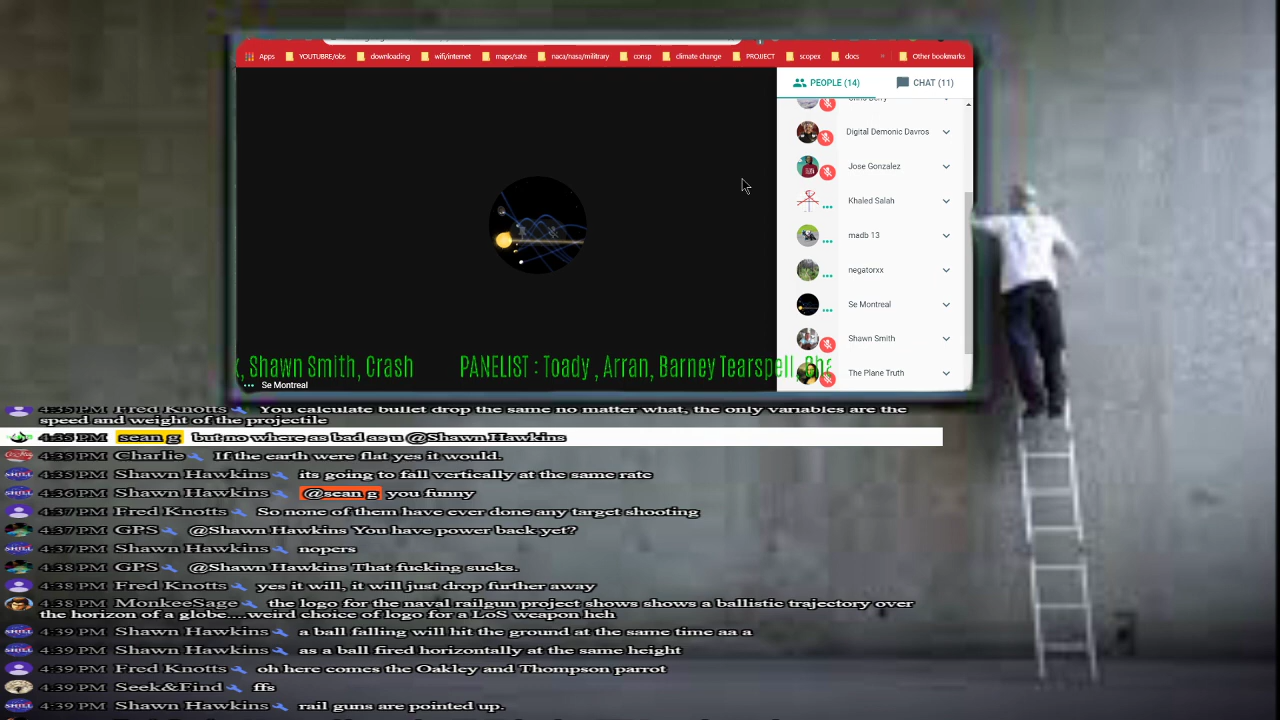 Apps YOUTUBRE/obs downloading wifi/internet maps/sate naca/nasa/militrary consp climate change PROJJECT scopex docs » Other bookmarks
PEOPLE (14) CHAT (11)
Chris Berry
Digital Demonic Davros
Jose Gonzalez
Khaled Salah
madb 13
negatorxx
Se Montreal
Shawn Smith
The Plane Truth
, Shawn Smith, Crash PANELIST : Toady , Arran, Barney Tearspell,
Se Montreal
4:35 PM Fred Knotts You calculate bullet drop the same no matter what, the only variables are the
speed and weight of the projectile
4:35 PM sean g but no where as bad as u @Shawn Hawkins
4:35 PM Charlie If the earth were flat yes it would.
SHILL 4:35 PM Shawn Hawkins its going to fall vertically at the same rate
SHILL 4:36 PM Shawn Hawkins @sean g you funny
4:37 PM Fred Knotts So none of them have ever done any target shooting
4:37 PM GPS @Shawn Hawkins You have power back yet?
SHILL 4:37 PM Shawn Hawkins nopers
4:38 PM GPS @Shawn Hawkins That fucking sucks.
4:38 PM Fred Knotts yes it will, it will just drop further away
4:38 PM MonkeeSage the logo for the naval railgun project shows shows a ballistic trajectory over
the horizon of a globe....weird choice of logo for a LoS weapon heh
SHILL 4:39 PM Shawn Hawkins a ball falling will hit the ground at the same time aa a
SHILL 4:39 PM Shawn Hawkins as a ball fired horizontally at the same height
4:39 PM Fred Knotts oh here comes the Oakley and Thompson parrot
4:39 PM Seek&Find ffs
SHILL 4:39 PM Shawn Hawkins rail guns are pointed up.